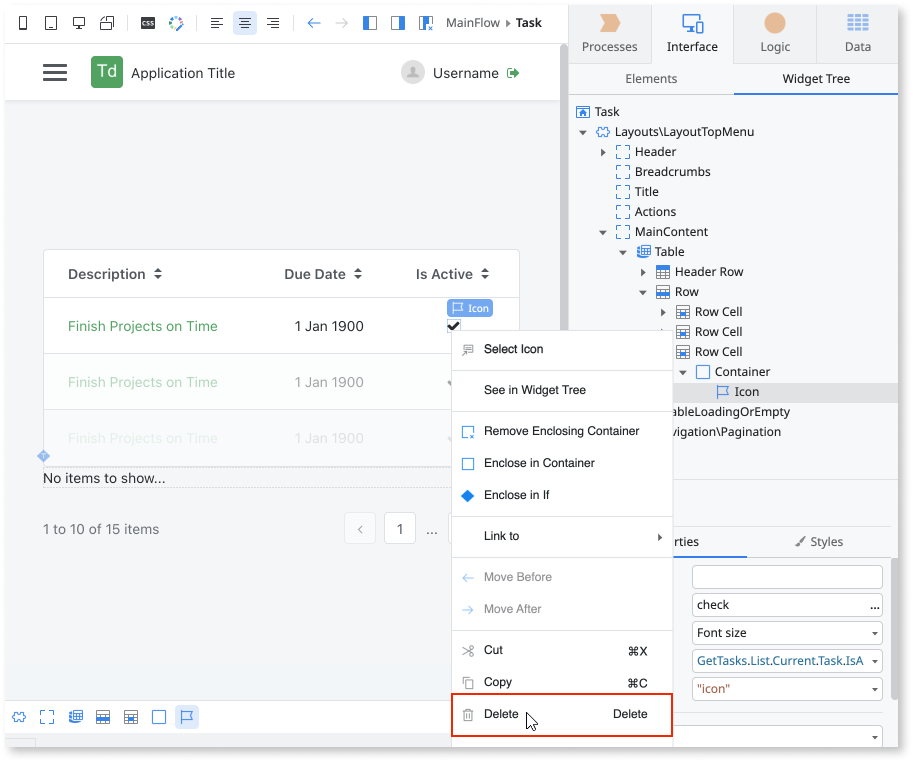 CSS
MainFlow ▸ Task
Processes
Interface
Logic
Data
Td
Application Title
Username
Elements
Widget Tree
Task
Layouts\LayoutTopMenu
Header
Breadcrumbs
Title
Actions
MainContent
Table
Header Row
Row
Row Cell
Row Cell
Row Cell
Container
Icon
ableLoadingOrEmpty
vigation\Pagination
Description
Due Date
Is Active
Icon
Finish Projects on Time
1 Jan 1900
Finish Projects on Time
1 Jan 1900
Finish Projects on Time
1 Jan 1900
No items to show...
1 to 10 of 15 items
1
...
Select Icon
See in Widget Tree
Remove Enclosing Container
Enclose in Container
Enclose in If
Link to
Move Before
Move After
Cut ⌘X
Copy ⌘C
Delete Delete
rties
Styles
check ...
Font size
GetTasks.List.Current.Task.IsA
"icon"